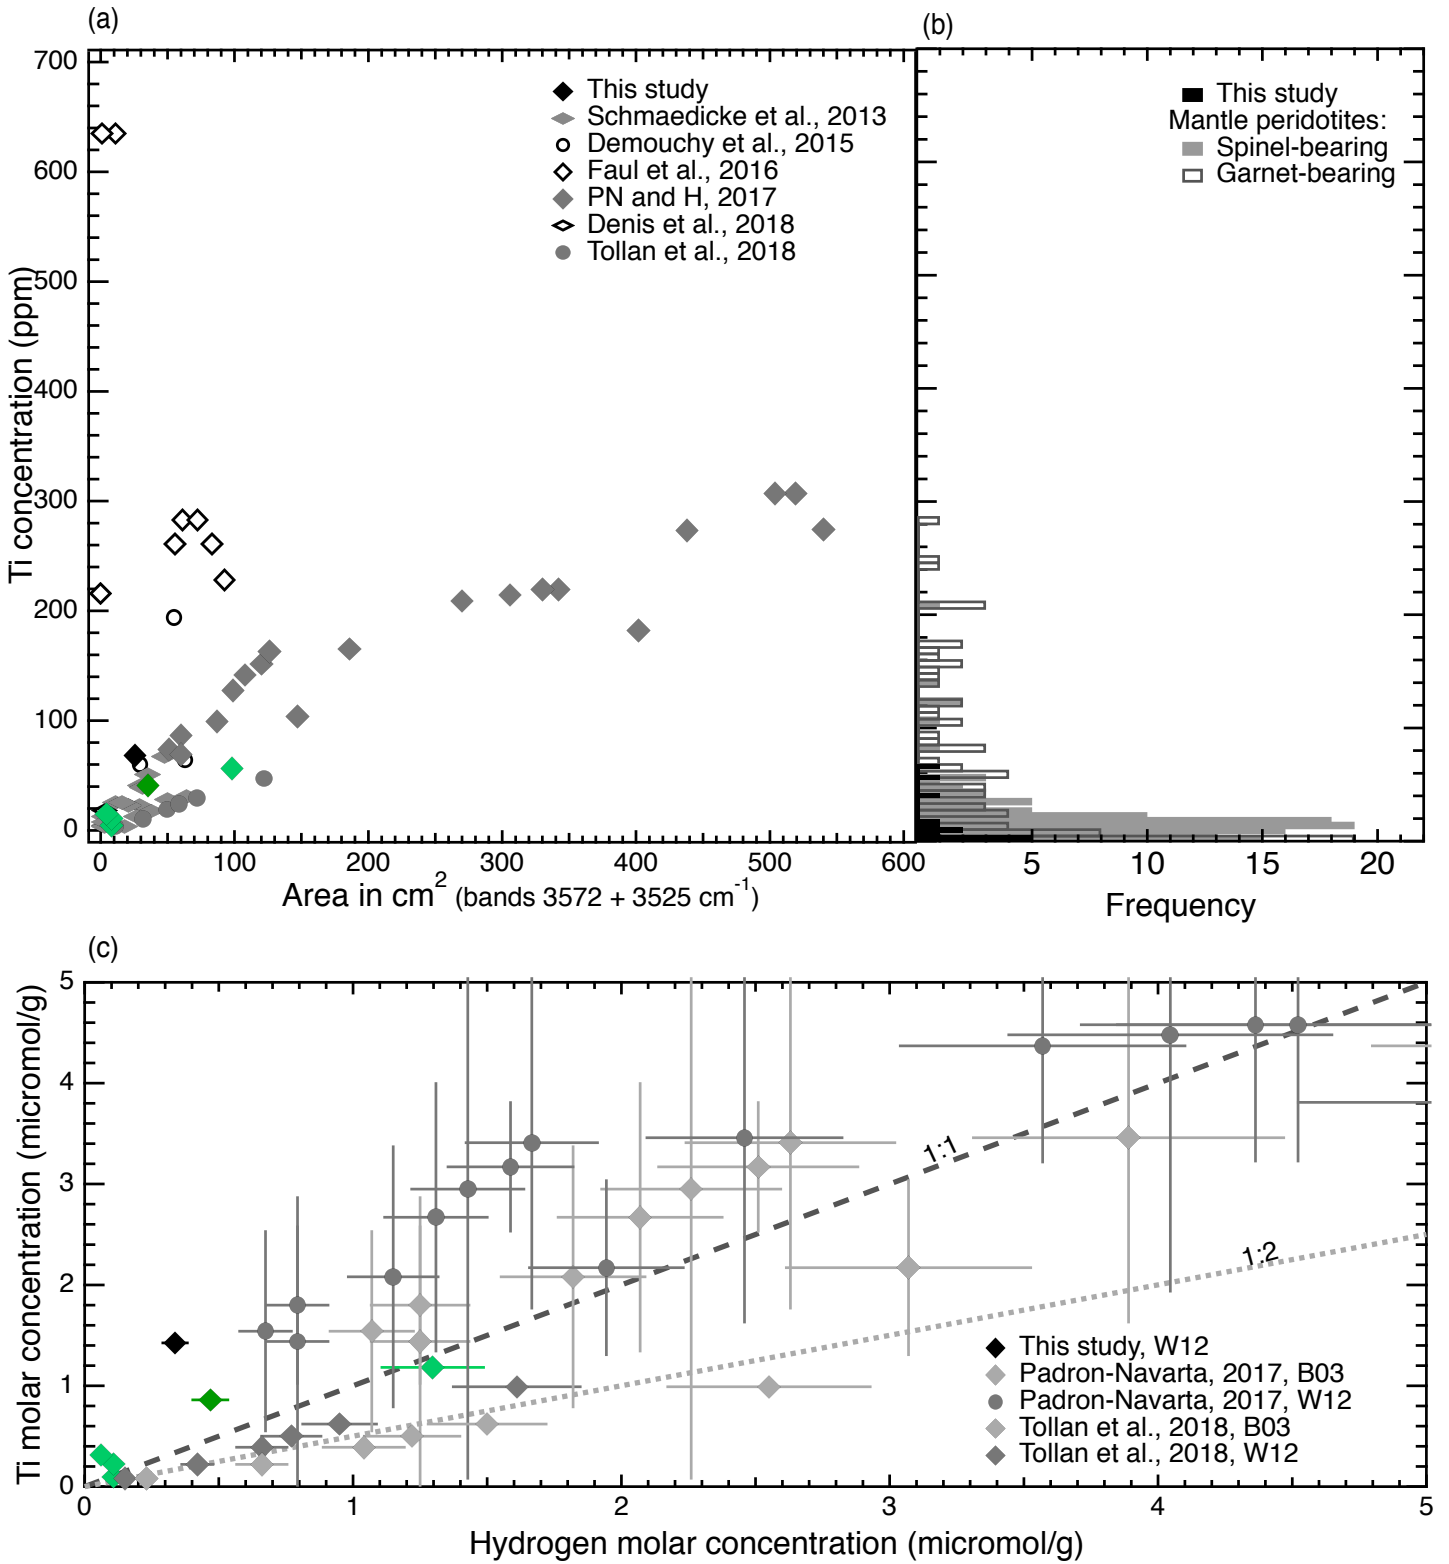 (a)
700
600
500
400
300
200
100
0
Ti concentration (ppm)
This study
Schmaedicke et al., 2013
Demouchy et al., 2015
Faul et al., 2016
PN and H, 2017
Denis et al., 2018
Tollan et al., 2018
0 100 200 300 400 500 600
Area in cm² (bands 3572 + 3525 cm⁻¹)
(b)
This study
Mantle peridotites:
Spinel-bearing
Garnet-bearing
5 10 15 20
Frequency
(c)
5
4
3
2
1
0
Ti molar concentration (micromol/g)
1:1
1:2
This study, W12
Padron-Navarta, 2017, B03
Padron-Navarta, 2017, W12
Tollan et al., 2018, B03
Tollan et al., 2018, W12
0 1 2 3 4 5
Hydrogen molar concentration (micromol/g)